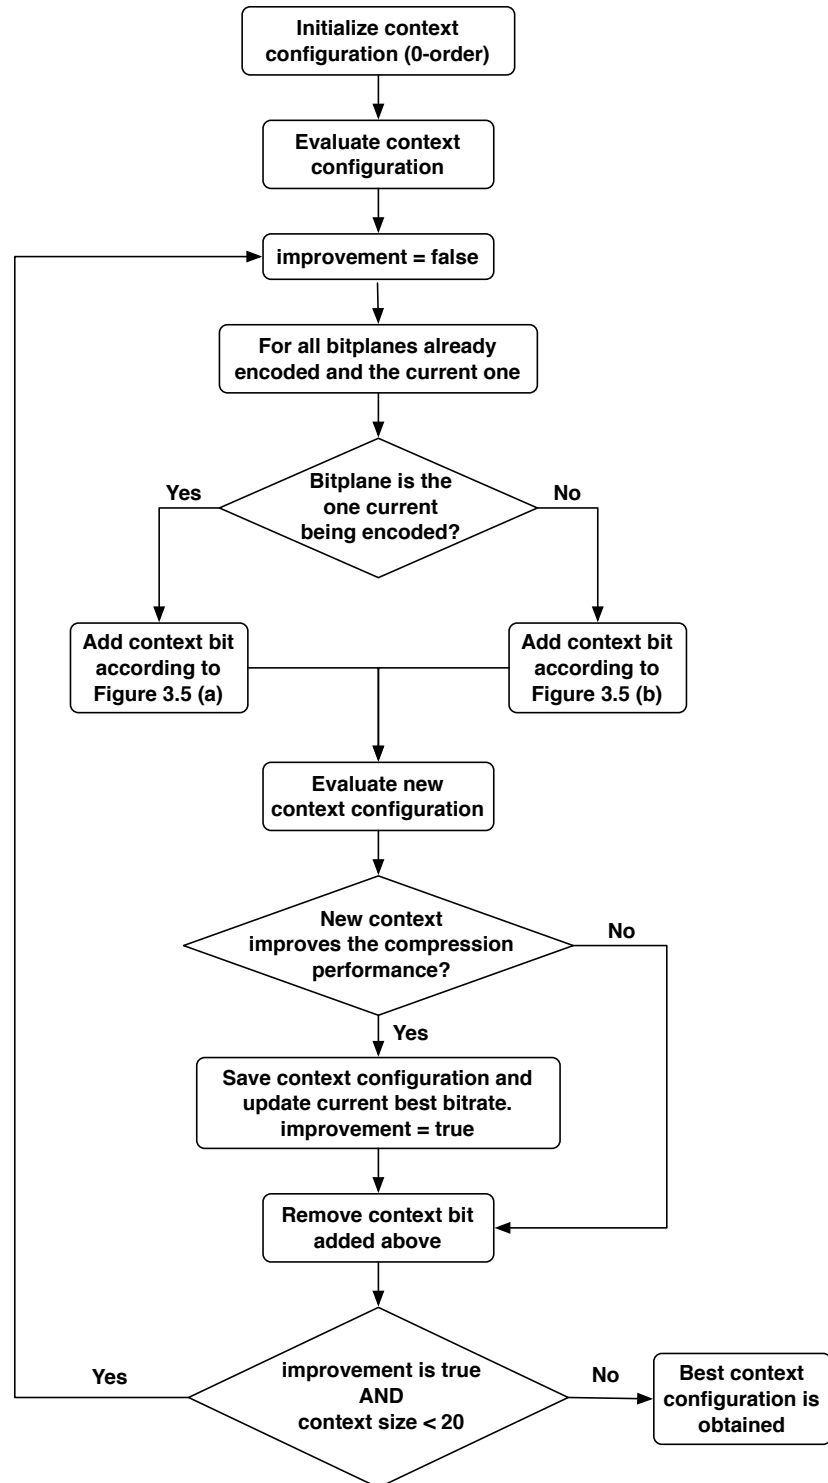 Initialize context
configuration (0-order)
Evaluate context
configuration
improvement = false
For all bitplanes already
encoded and the current one
Bitplane is the
one current
being encoded?
Yes
No
Add context bit
according to
Figure 3.5 (a)
Add context bit
according to
Figure 3.5 (b)
Evaluate new
context configuration
New context
improves the compression
performance?
No
Yes
Save context configuration and
update current best bitrate.
improvement = true
Remove context bit
added above
improvement is true
AND
context size < 20
Yes
No
Best context
configuration is
obtained